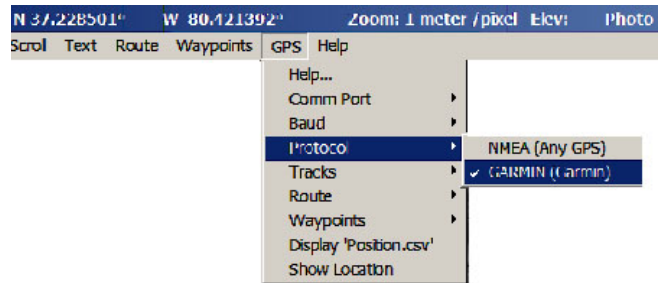 N 37.228501° W 80.421392° Zoom: 1 meter/pixel Elev: Photo
Scrol Text Route Waypoints GPS Help
Help...
Comm Port
Baud
Protocol
NMEA (Any GPS)
Tracks
✓ GARMIN (Garmin)
Route
Waypoints
Display 'Position.csv'
Show Location